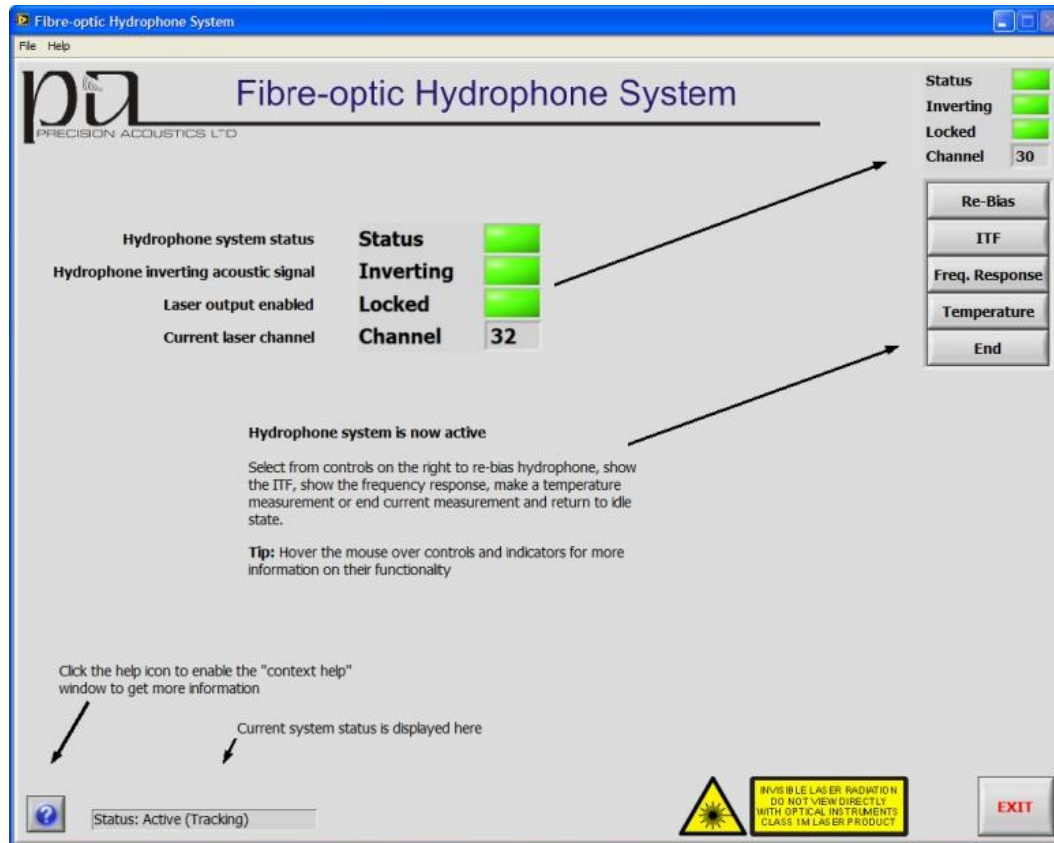 Fibre-optic Hydrophone System
File Help
pa
PRECISION ACOUSTICS LTD
Fibre-optic Hydrophone System
Status
Inverting
Locked
Channel 30
Re-Bias
ITF
Freq. Response
Temperature
End
Hydrophone system status Status
Hydrophone inverting acoustic signal Inverting
Laser output enabled Locked
Current laser channel Channel 32
Hydrophone system is now active
Select from controls on the right to re-bias hydrophone, show
the ITF, show the frequency response, make a temperature
measurement or end current measurement and return to idle
state.
Tip: Hover the mouse over controls and indicators for more
information on their functionality
Click the help icon to enable the "context help"
window to get more information
Current system status is displayed here
?
Status: Active (Tracking)
INVISIBLE LASER RADIATION
DO NOT VIEW DIRECTLY
WITH OPTICAL INSTRUMENTS
CLASS 1M LASER PRODUCT
EXIT